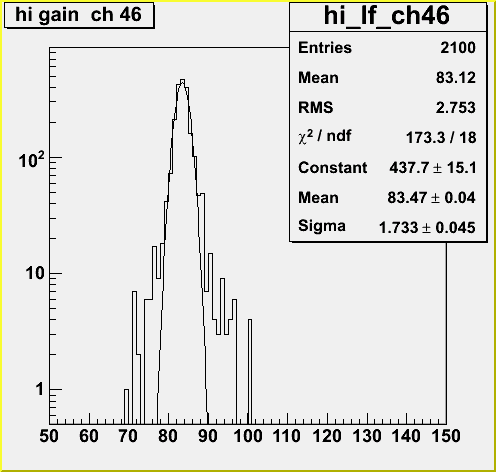 hi gain ch 46
hi_lf_ch46
Entries 2100
Mean 83.12
RMS 2.753
χ² / ndf 173.3 / 18
Constant 437.7 ± 15.1
Mean 83.47 ± 0.04
Sigma 1.733 ± 0.045
10²
10
1
50 60 70 80 90 100 110 120 130 140 150